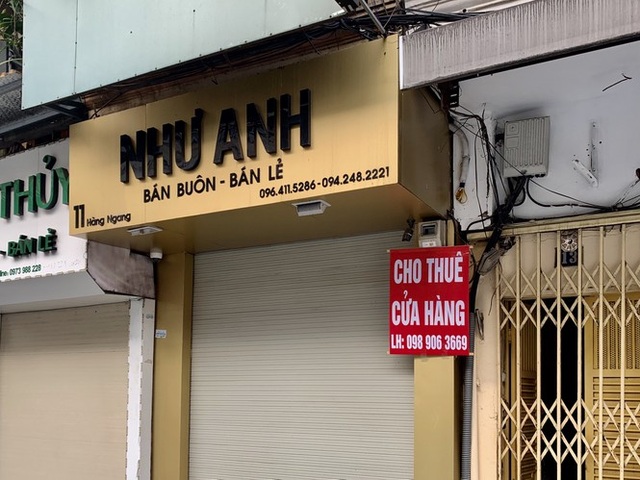 NHƯ ANH
BÁN BUÔN - BÁN LẺ
096.411.5286-094.248.2221
11 Hàng Ngang
THỦY
- BÁN LẺ
0973 988 228
CHO THUÊ
CỬA HÀNG
LH: 098 906 3669
13